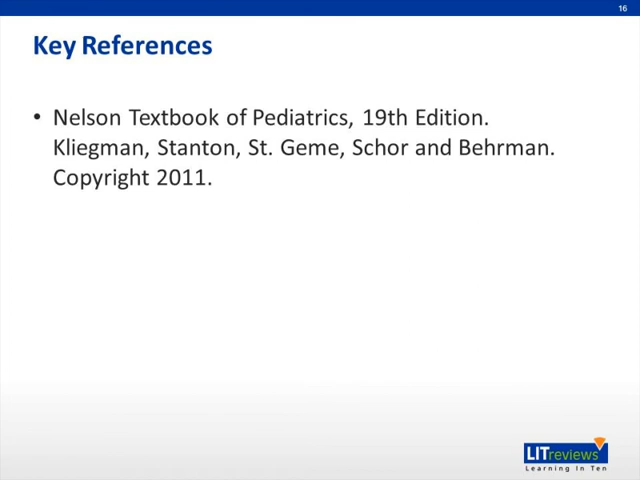 16
Key References
• Nelson Textbook of Pediatrics, 19th Edition.
Kliegman, Stanton, St. Geme, Schor and Behrman.
Copyright 2011.
LITreviews
Learning In Ten